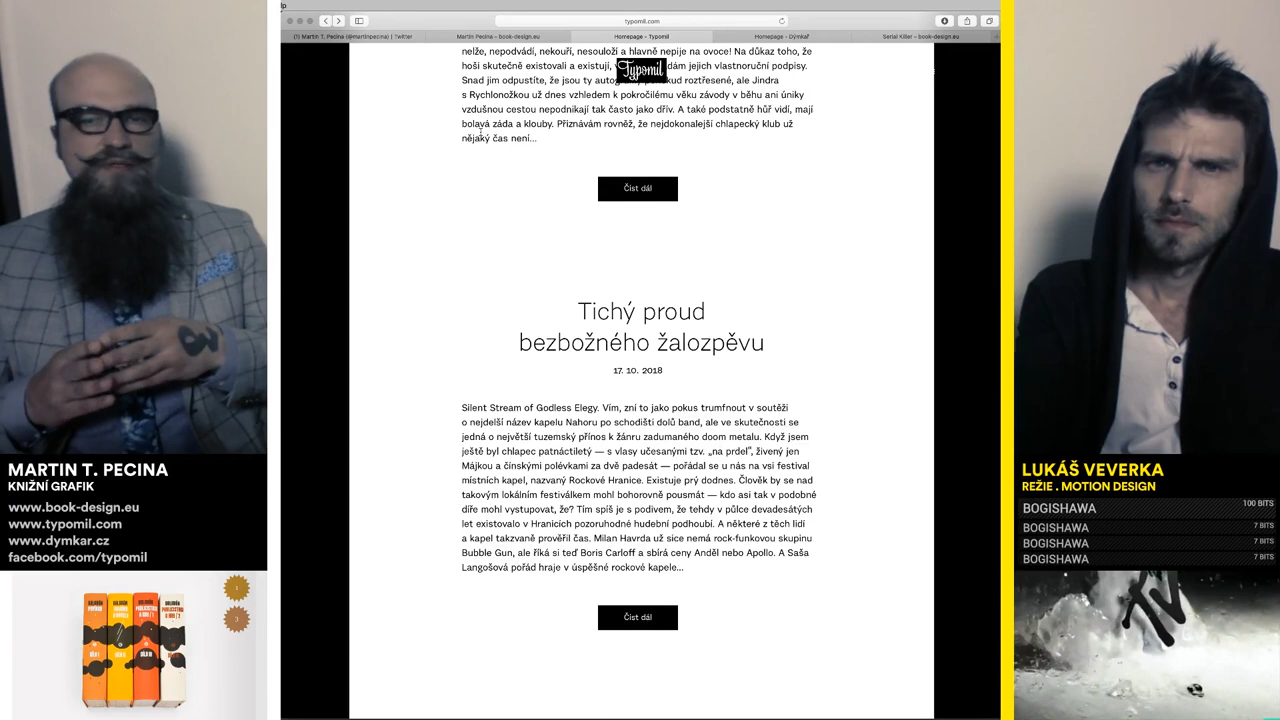 lp
typomil.com
(1) Martin T. Pecina (@martinpecina) | Twitter
Martin Pecina – book-design.eu
Homepage – Typomil
Homepage – Dýmkař
Serial Killer – book-design.eu
nelže, nepodvádí, nekouří, nesouloží a hlavně nepije na ovoce! Na důkaz toho, že
hoši skutečně existovali a existují, dám jejich vlastnoruční podpisy.
Typomil
Snad jim odpustíte, že jsou ty roztřesené, ale Jindra
s Rychlonožkou už dnes vzhledem k pokročilému věku závody v běhu ani úniky
vzdušnou cestou nepodnikají tak často jako dřív. A také podstatně hůř vidí, mají
bolavá záda a klouby. Přiznávám rovněž, že nejdokonalejší chlapecký klub už
nějaký čas není...
Číst dál
Tichý proud
bezbožného žalozpěvu
17. 10. 2018
Silent Stream of Godless Elegy. Vím, zní to jako pokus trumfnout v soutěži
o nejdelší název kapelu Nahoru po schodišti dolů band, ale ve skutečnosti se
jedná o největší tuzemský přínos k žánru zadumaného doom metalu. Když jsem
ještě byl chlapec patnáctiletý — s vlasy učesanými tzv. „na prdel“, živený jen
Májkou a čínskými polévkami za dvě padesát — pořádal se u nás na vsi festival
místních kapel, nazvaný Rockové Hranice. Existuje prý dodnes. Člověk by se nad
takovým lokálním festiválkem mohl bohorovně pousmát — kdo asi tak v podobné
díře mohl vystupovat, že? Tím spíš je s podivem, že tehdy v půlce devadesátých
let existovalo v Hranicích pozoruhodné hudební podhoubí. A některé z těch lidí
a kapel takzvaně prověřil čas. Milan Havrda už sice nemá rock-funkovou skupinu
Bubble Gun, ale říká si teď Boris Carloff a sbírá ceny Anděl nebo Apollo. A Saša
Langošová pořád hraje v úspěšné rockové kapele...
Číst dál
MARTIN T. PECINA
KNIŽNÍ GRAFIK
www.book-design.eu
www.typomil.com
www.dymkar.cz
facebook.com/typomil
LUKÁŠ VEVERKA
REŽIE . MOTION DESIGN
BOGISHAWA 100 BITS
BOGISHAWA 7 BITS
BOGISHAWA 7 BITS
BOGISHAWA 7 BITS
TV